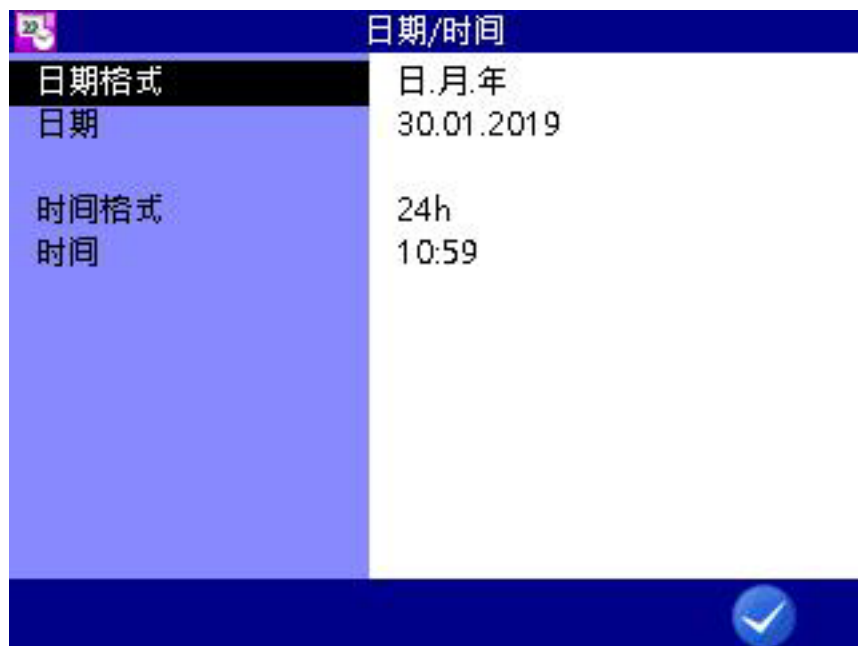 日期/时间
日期格式 日.月.年
日期 30.01.2019
时间格式 24h
时间 10:59